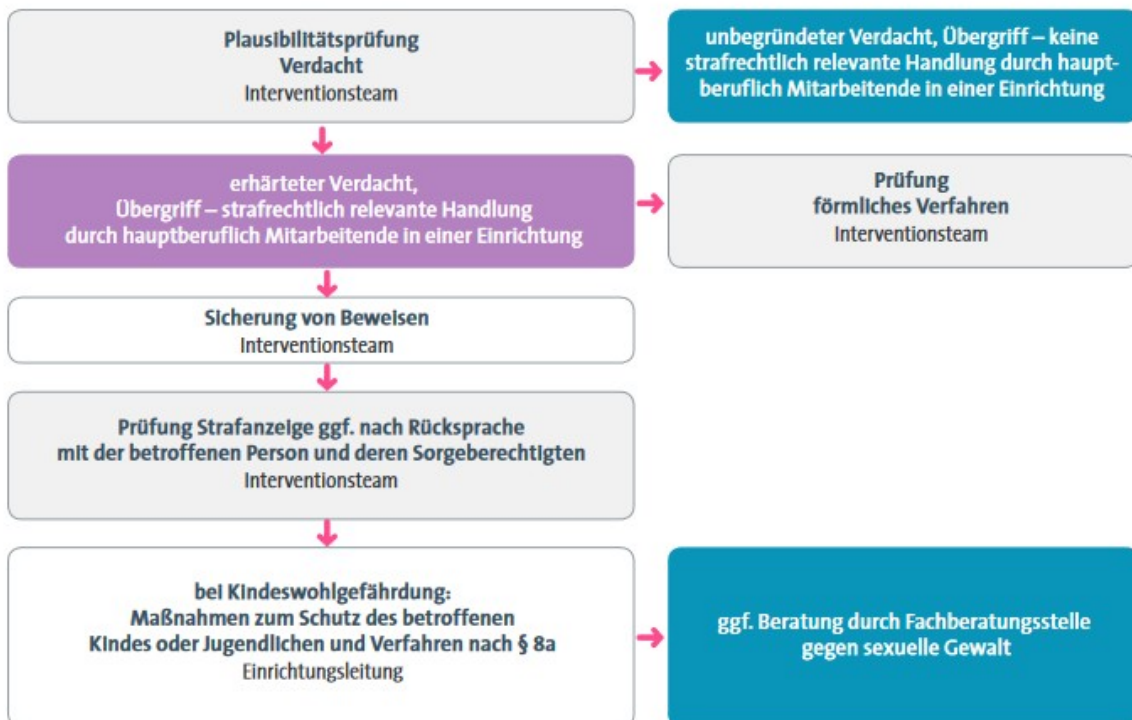 Plausibilitätsprüfung
Verdacht
Interventionsteam
unbegründeter Verdacht, Übergriff – keine
strafrechtlich relevante Handlung durch haupt-
beruflich Mitarbeitende in einer Einrichtung
erhärteter Verdacht,
Übergriff – strafrechtlich relevante Handlung
durch hauptberuflich Mitarbeitende in einer Einrichtung
Prüfung
förmliches Verfahren
Interventionsteam
Sicherung von Beweisen
Interventionsteam
Prüfung Strafanzeige ggf. nach Rücksprache
mit der betroffenen Person und deren Sorgeberechtigten
Interventionsteam
bei Kindeswohlgefährdung:
Maßnahmen zum Schutz des betroffenen
Kindes oder Jugendlichen und Verfahren nach § 8a
Einrichtungsleitung
ggf. Beratung durch Fachberatungsstelle
gegen sexuelle Gewalt